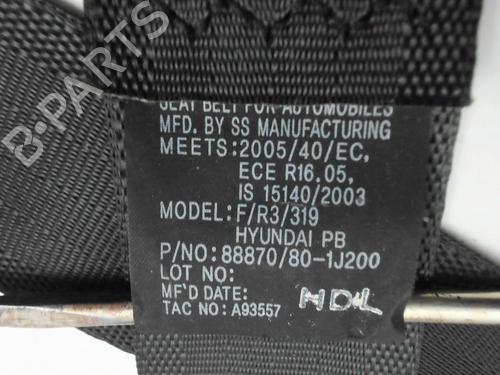 SEAT BELT FOR AUTOMOBILES
MFD. BY SS MANUFACTURING
MEETS:2005/40/EC,
ECE R16.05,
IS 15140/2003
MODEL: F/R3/319
HYUNDAI PB
P/NO: 88870/80-1J200
LOT NO:
MF'D DATE:
TAC NO: A93557
HDL
B-PARTS